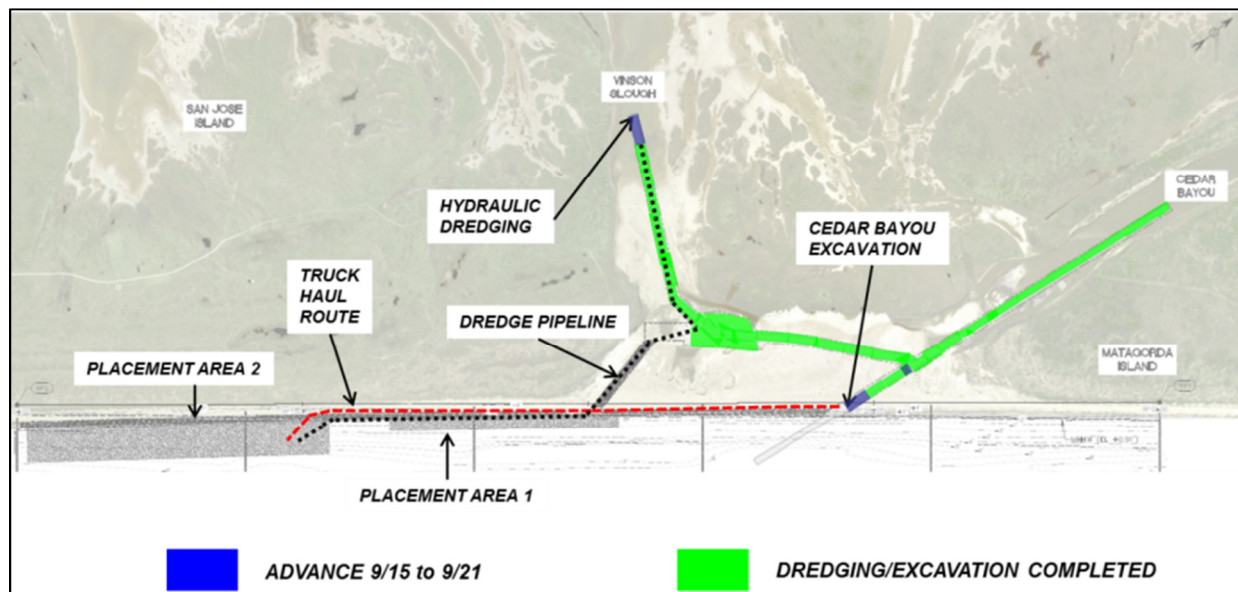 VINSON
SLOUGH
SAN JOSE
ISLAND
CEDAR
BAYOU
HYDRAULIC
DREDGING
CEDAR BAYOU
EXCAVATION
TRUCK
HAUL
ROUTE
DREDGE PIPELINE
MATAGORDA
ISLAND
PLACEMENT AREA 2
PLACEMENT AREA 1
ADVANCE 9/15 to 9/21
DREDGING/EXCAVATION COMPLETED